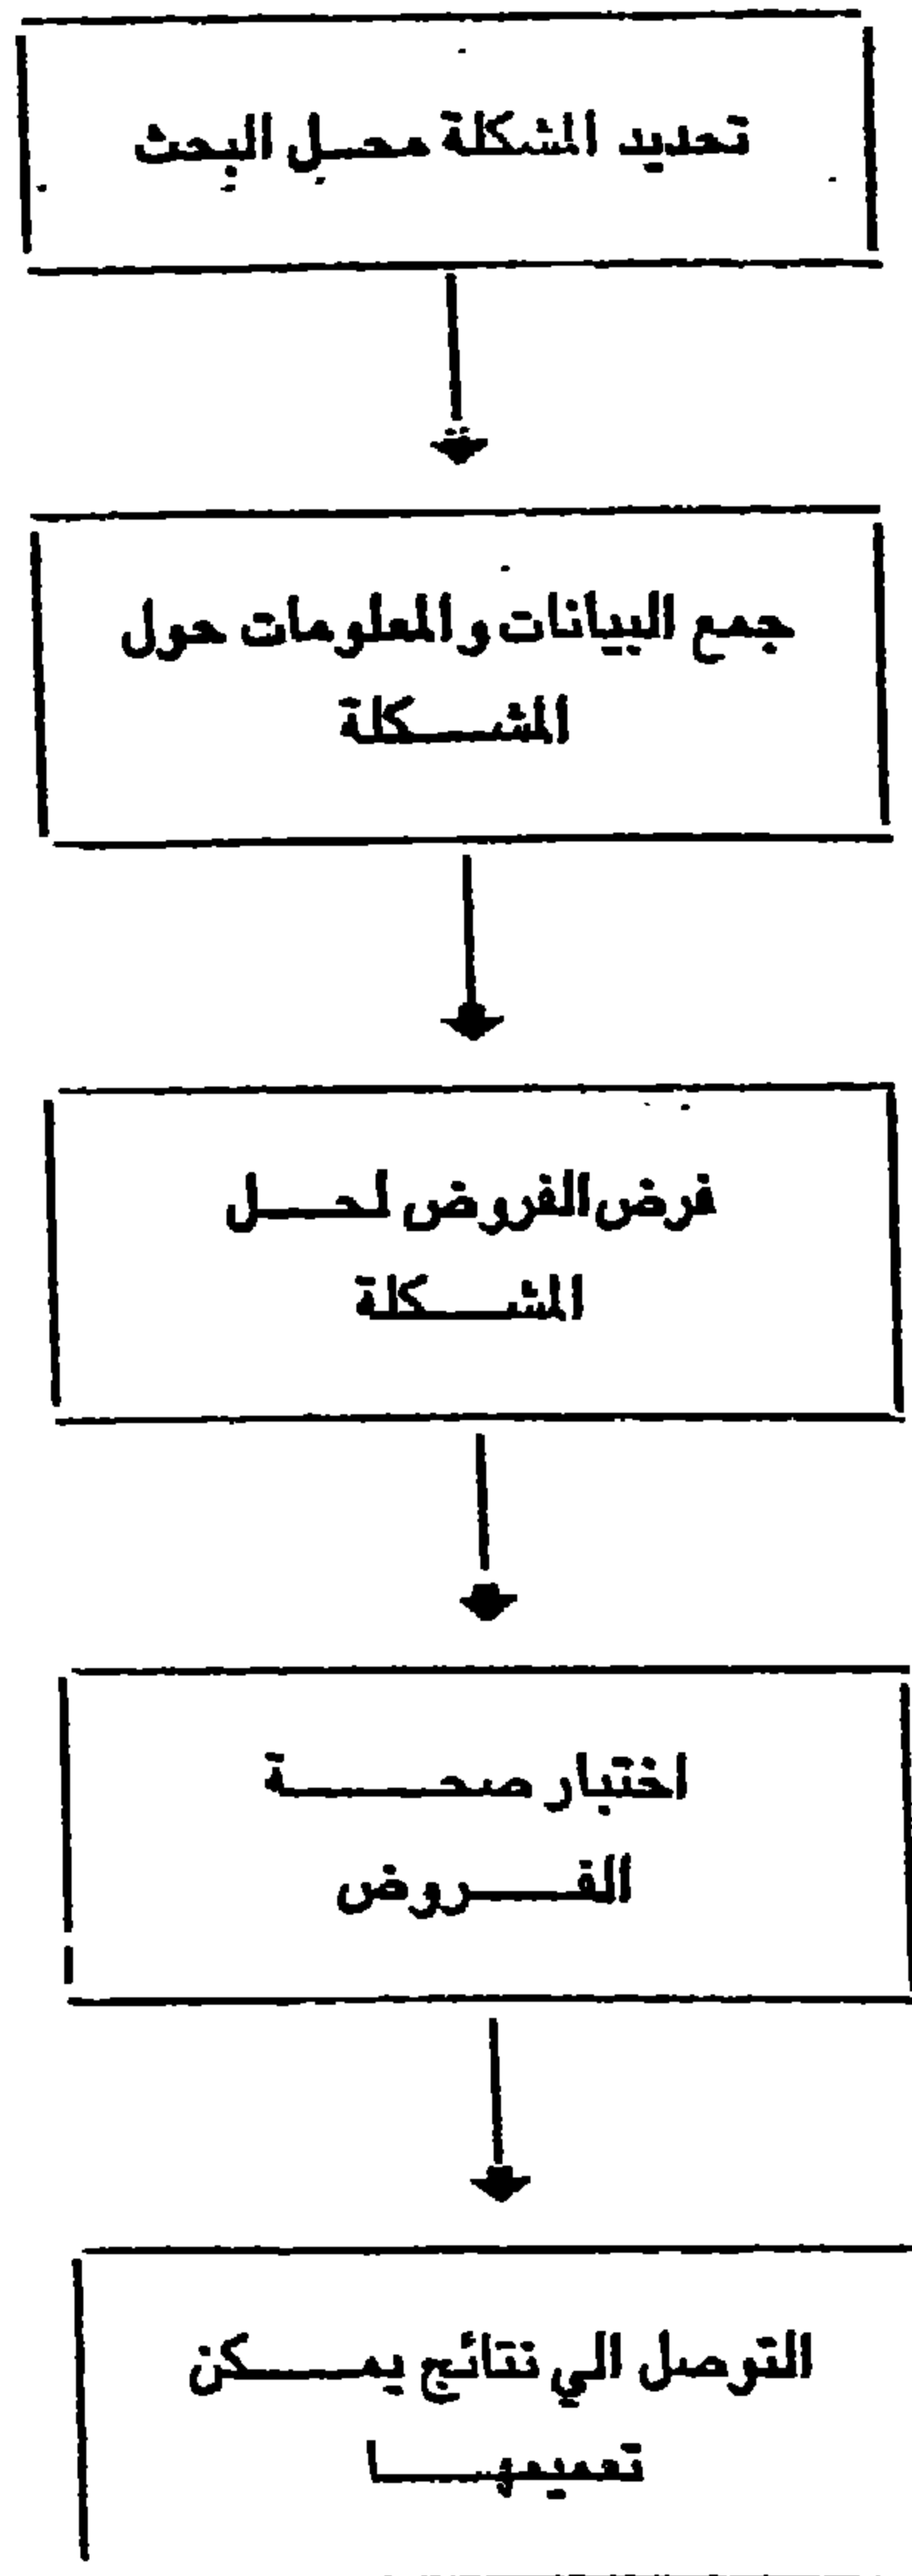 تحديد المشكلة محل البحث
جمع البيانات والمعلومات حول
المشكلة
فرض الفروض لحل
المشكلة
اختبار صحة
الفروض
التوصل الي نتائج يمكن
تعميمها